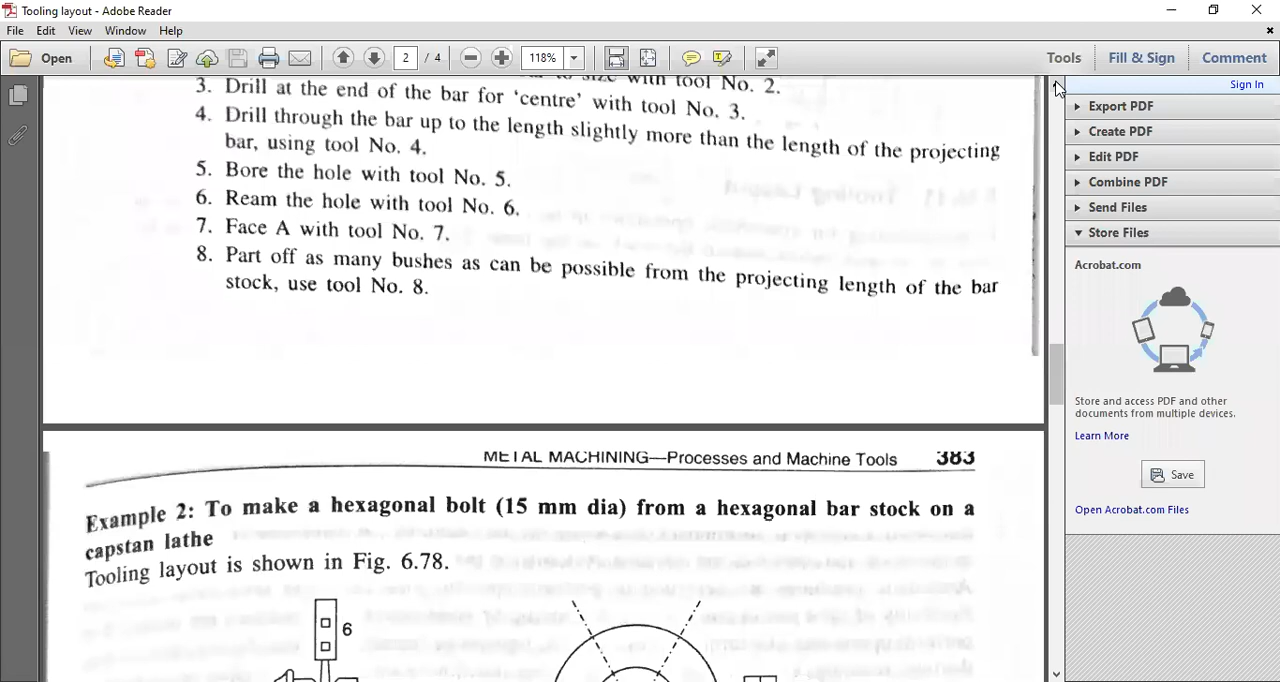 Tooling layout - Adobe Reader
File Edit View Window Help
Open 2 / 4 118% Tools Fill & Sign Comment
Sign In
Export PDF
Create PDF
Edit PDF
Combine PDF
Send Files
Store Files
Acrobat.com
Store and access PDF and other
documents from multiple devices.
Learn More
Save
Open Acrobat.com Files
to size with tool No. 2.
3. Drill at the end of the bar for ‘centre’ with tool No. 3.
4. Drill through the bar up to the length slightly more than the length of the projecting
bar, using tool No. 4.
5. Bore the hole with tool No. 5.
6. Ream the hole with tool No. 6.
7. Face A with tool No. 7.
8. Part off as many bushes as can be possible from the projecting length of the bar
stock, use tool No. 8.
METAL MACHINING—Processes and Machine Tools 383
Example 2: To make a hexagonal bolt (15 mm dia) from a hexagonal bar stock on a
capstan lathe
Tooling layout is shown in Fig. 6.78.
6